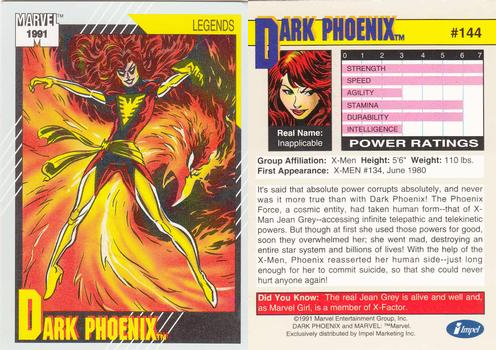 MARVEL
1991
LEGENDS
DARK PHOENIX™
DARK PHOENIX™
#144
0 1 2 3 4 5 6 7
STRENGTH
SPEED
AGILITY
STAMINA
DURABILITY
INTELLIGENCE
Real Name:
Inapplicable
POWER RATINGS
Group Affiliation: X-Men Height: 5'6" Weight: 110 lbs.
First Appearance: X-MEN #134, June 1980
It's said that absolute power corrupts absolutely, and never
was it more true than with Dark Phoenix! The Phoenix
Force, a cosmic entity, had taken human form--that of X-
Man Jean Grey--accessing infinite telepathic and telekinetic
powers. But though at first she used those powers for good,
soon they overwhelmed her; she went mad, destroying an
entire star system and billions of lives! With the help of the
X-Men, Phoenix reasserted her human side--just long
enough for her to commit suicide, so that she could never
hurt anyone again!
Did You Know: The real Jean Grey is alive and well and,
as Marvel Girl, is a member of X-Factor.
©1991 Marvel Entertainment Group, Inc.
DARK PHOENIX and MARVEL: ™Marvel.
Exclusively distributed by Impel Marketing Inc.
impel